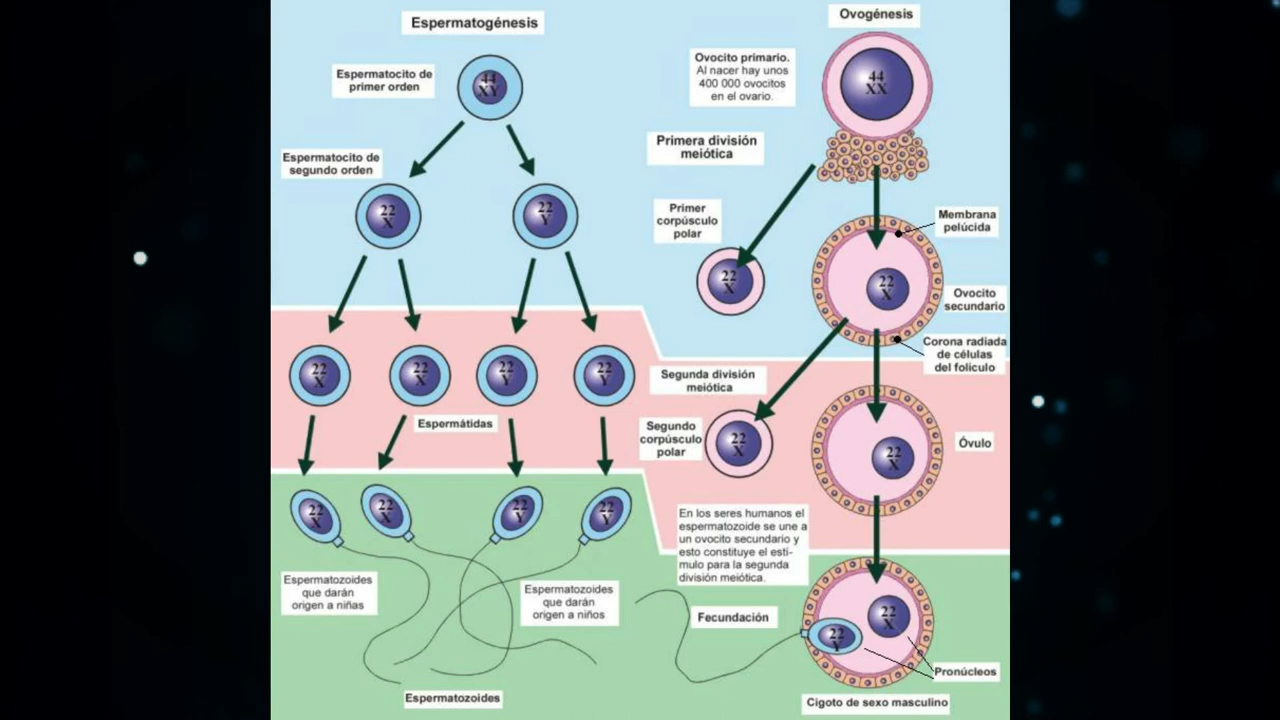 Espermatogénesis
Espermatocito de
primer orden
44
XY
Espermatocito de
segundo orden
22
X
22
Y
22
X
22
X
22
Y
22
Y
Espermátidas
22
X
22
X
22
Y
22
Y
Espermatozoides
que darán
origen a niñas
Espermatozoides
que darán
origen a niños
Espermatozoides
Ovogénesis
Ovocito primario.
Al nacer hay unos
400 000 ovocitos
en el ovario.
44
XX
Primera división
meiótica
Primer
corpúsculo
polar
22
X
Membrana
pelúcida
22
X
Ovocito
secundario
Corona radiada
de células
del folículo
Segunda división
meiótica
Segundo
corpúsculo
polar
22
X
22
X
Óvulo
En los seres humanos el
espermatozoide se une a
un ovocito secundario y
esto constituye el estí-
mulo para la segunda
división meiótica.
Fecundación
22
Y
22
X
Pronúcleos
Cigoto de sexo masculino